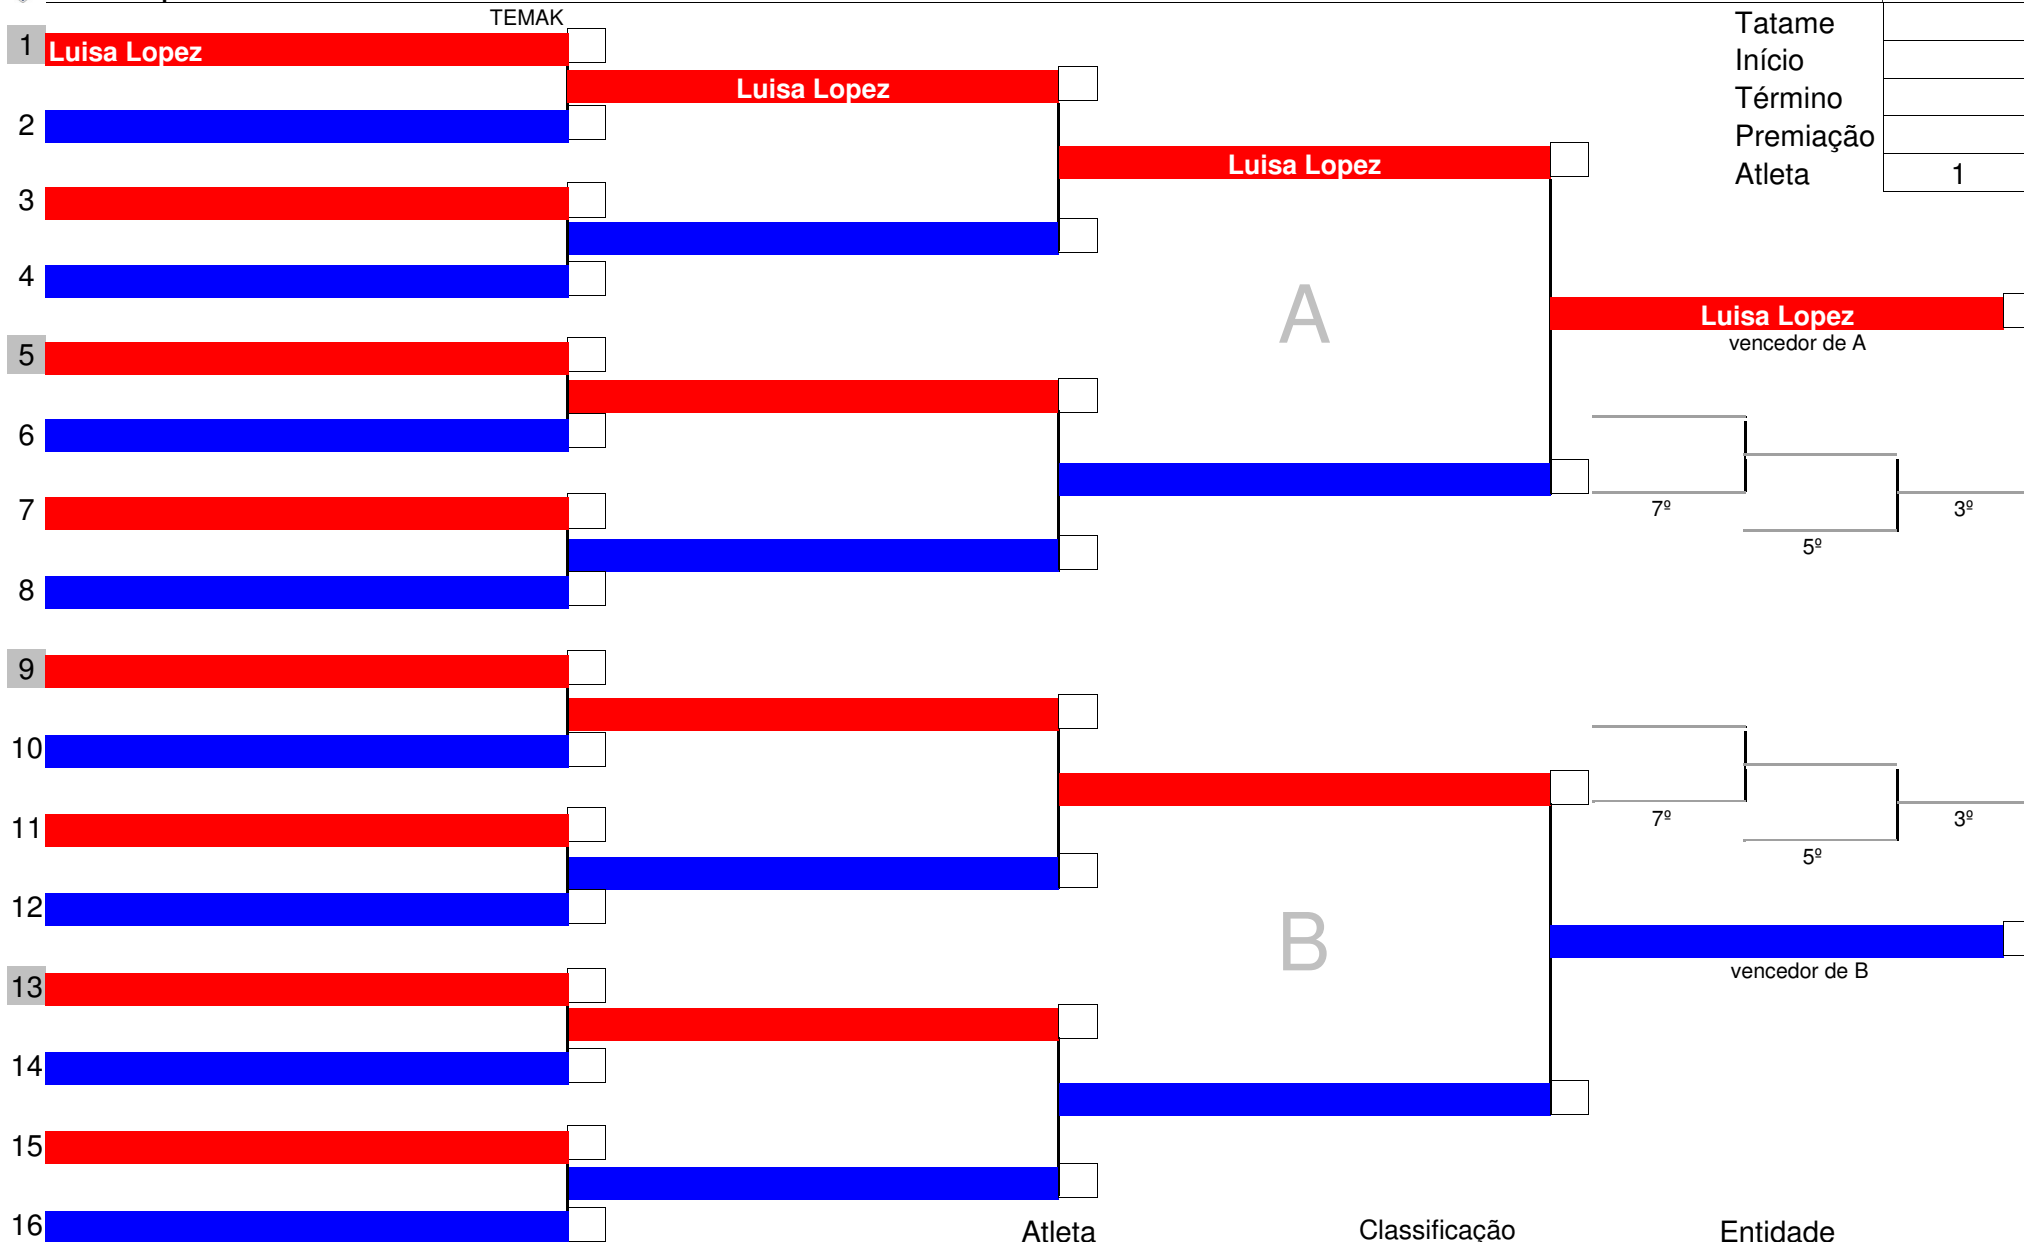 TEMAK
Tatame
1 Luisa Lopez
Início
Luisa Lopez
Término
2
Premiação
Luisa Lopez
Atleta 1
3
4
A
Luisa Lopez
vencedor de A
5
6
7
7º 3º
5º
8
9
10
11
7º 3º
5º
12
B
vencedor de B
13
14
15
16
Atleta Classificação Entidade